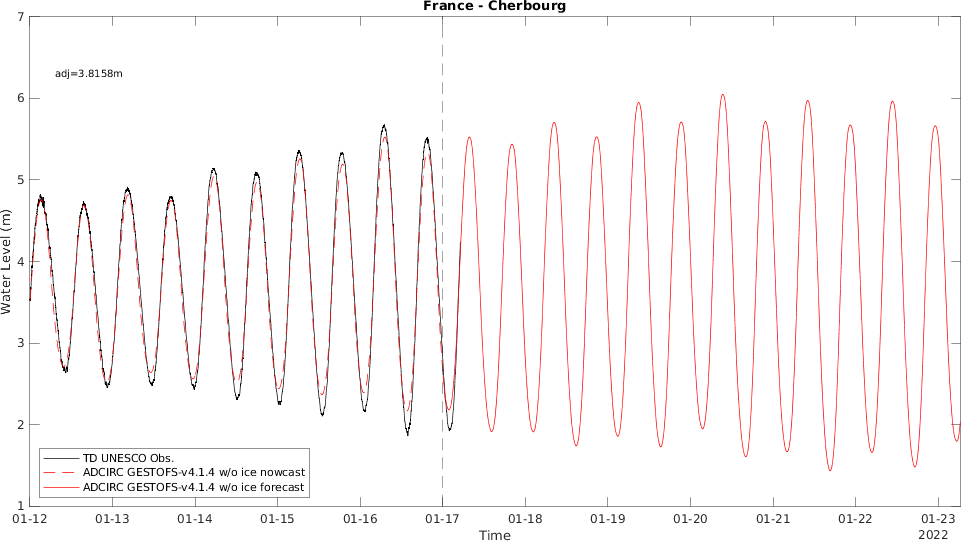 France - Cherbourg
7
adj=3.8158m
6
5
4
3
2
1
Water Level (m)
TD UNESCO Obs.
ADCIRC GESTOFS-v4.1.4 w/o ice nowcast
ADCIRC GESTOFS-v4.1.4 w/o ice forecast
01-12 01-13 01-14 01-15 01-16 01-17 01-18 01-19 01-20 01-21 01-22 01-23
Time
2022